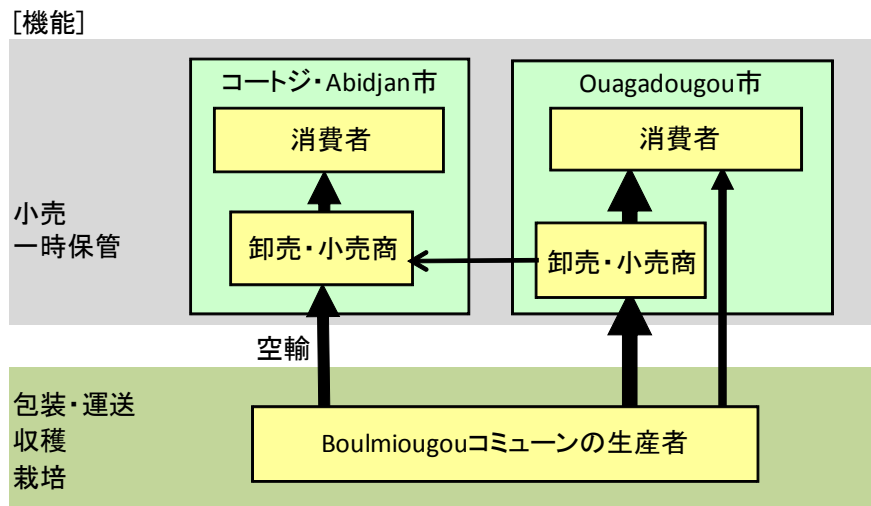 [機能]
コートジ・Abidjan市
Ouagadougou市
消費者
消費者
小売
一時保管
卸売・小売商
卸売・小売商
空輸
包装・運送
収穫
栽培
Boulmiougouコミューンの生産者